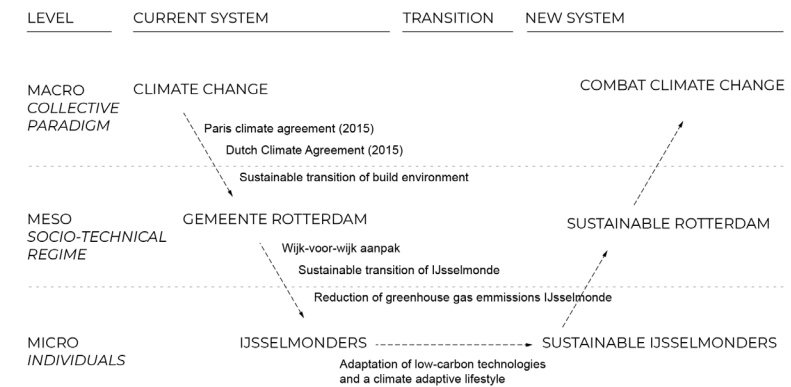 LEVEL CURRENT SYSTEM TRANSITION NEW SYSTEM
MACRO CLIMATE CHANGE COMBAT CLIMATE CHANGE
COLLECTIVE
PARADIGM
Paris climate agreement (2015)
Dutch Climate Agreement (2015)
Sustainable transition of build environment
MESO GEMEENTE ROTTERDAM SUSTAINABLE ROTTERDAM
SOCIO-TECHNICAL
REGIME
Wijk-voor-wijk aanpak
Sustainable transition of IJsselmonde
Reduction of greenhouse gas emmissions IJsselmonde
MICRO IJSSELMONDERS SUSTAINABLE IJSSELMONDERS
INDIVIDUALS
Adaptation of low-carbon technologies
and a climate adaptive lifestyle